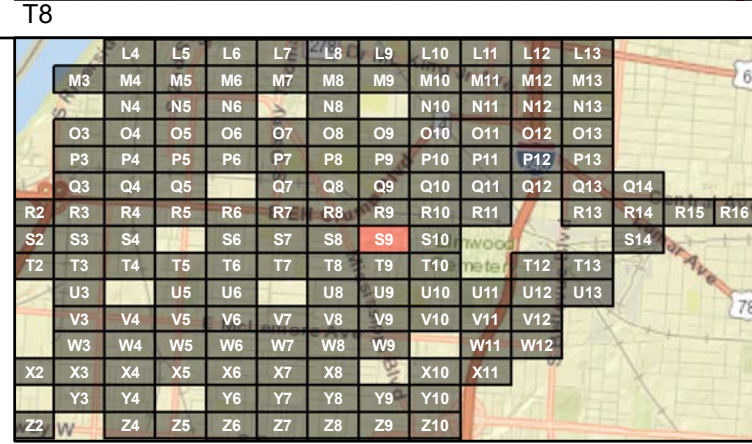 T8
L4 L5 L6 L7 L8 L9 L10 L11 L12 L13
M3 M4 M5 M6 M7 M8 M9 M10 M11 M12 M13
N4 N5 N6 N8 N10 N11 N12 N13
O3 O4 O5 O6 O7 O8 O9 O10 O11 O12 O13
P3 P4 P5 P6 P7 P8 P9 P10 P11 P12 P13
Q3 Q4 Q5 Q7 Q8 Q9 Q10 Q11 Q12 Q13 Q14
R2 R3 R4 R5 R6 R7 R8 R9 R10 R11 R13 R14 R15 R16
S2 S3 S4 S6 S7 S8 S9 S10 S14
T2 T3 T4 T5 T6 T7 T8 T9 T10 T12 T13
U3 U5 U6 U8 U9 U10 U11 U12 U13
V3 V4 V5 V6 V7 V8 V9 V10 V11 V12
W3 W4 W5 W6 W7 W8 W9 W11 W12
X2 X3 X4 X5 X6 X7 X8 X10 X11
Y3 Y4 Y6 Y7 Y8 Y9 Y10
Z2 Z4 Z5 Z6 Z7 Z8 Z9 Z10
78